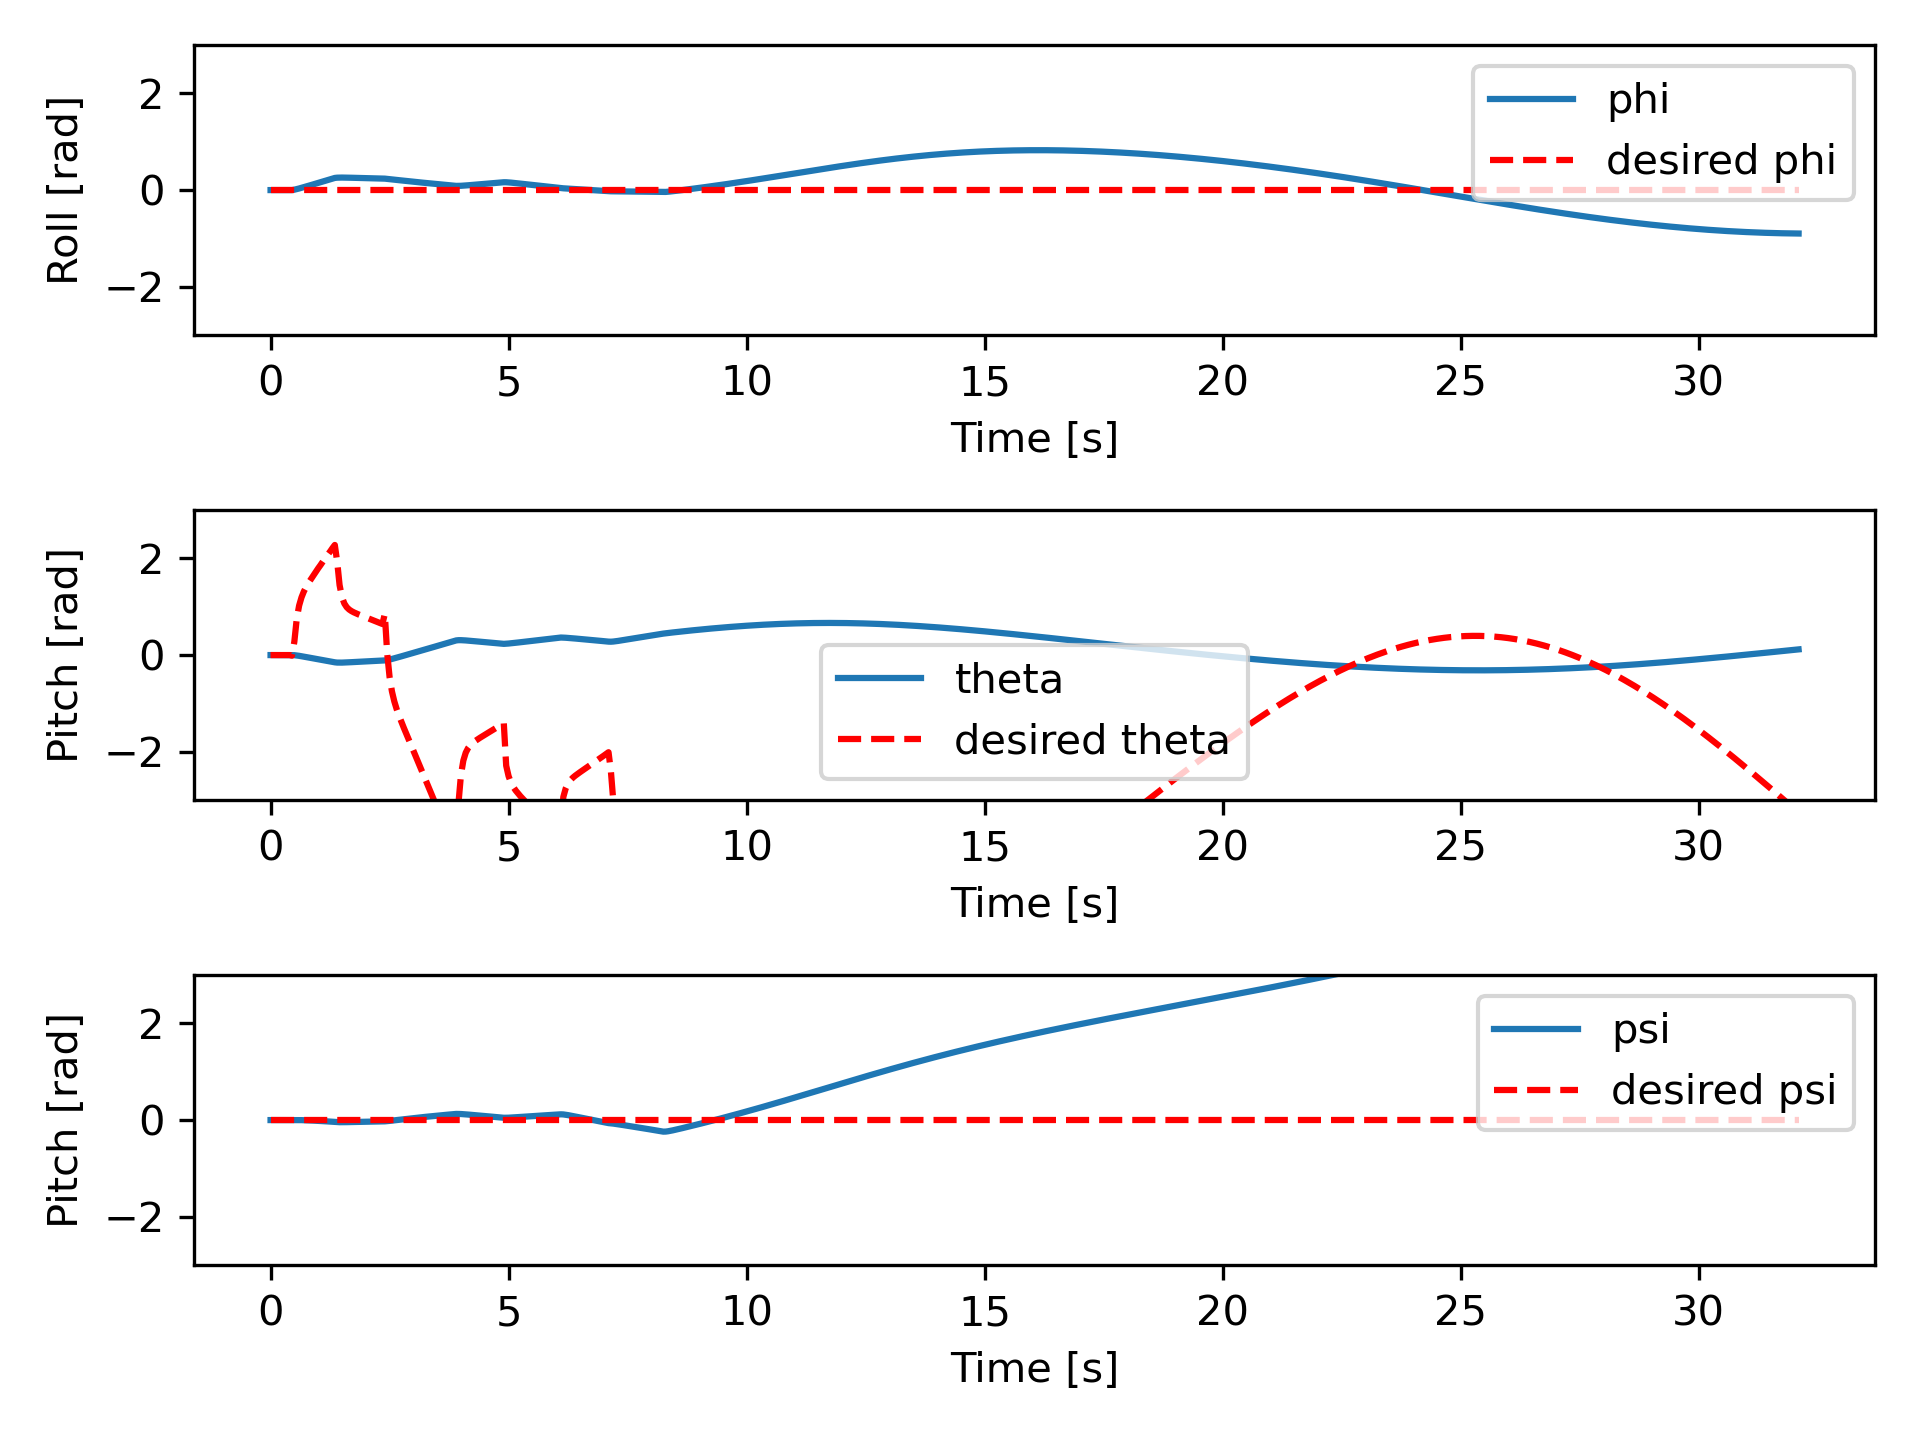 Roll [rad]
2
0
−2
phi
desired phi
0 5 10 15 20 25 30
Time [s]
Pitch [rad]
2
0
−2
theta
desired theta
0 5 10 15 20 25 30
Time [s]
Pitch [rad]
2
0
−2
psi
desired psi
0 5 10 15 20 25 30
Time [s]